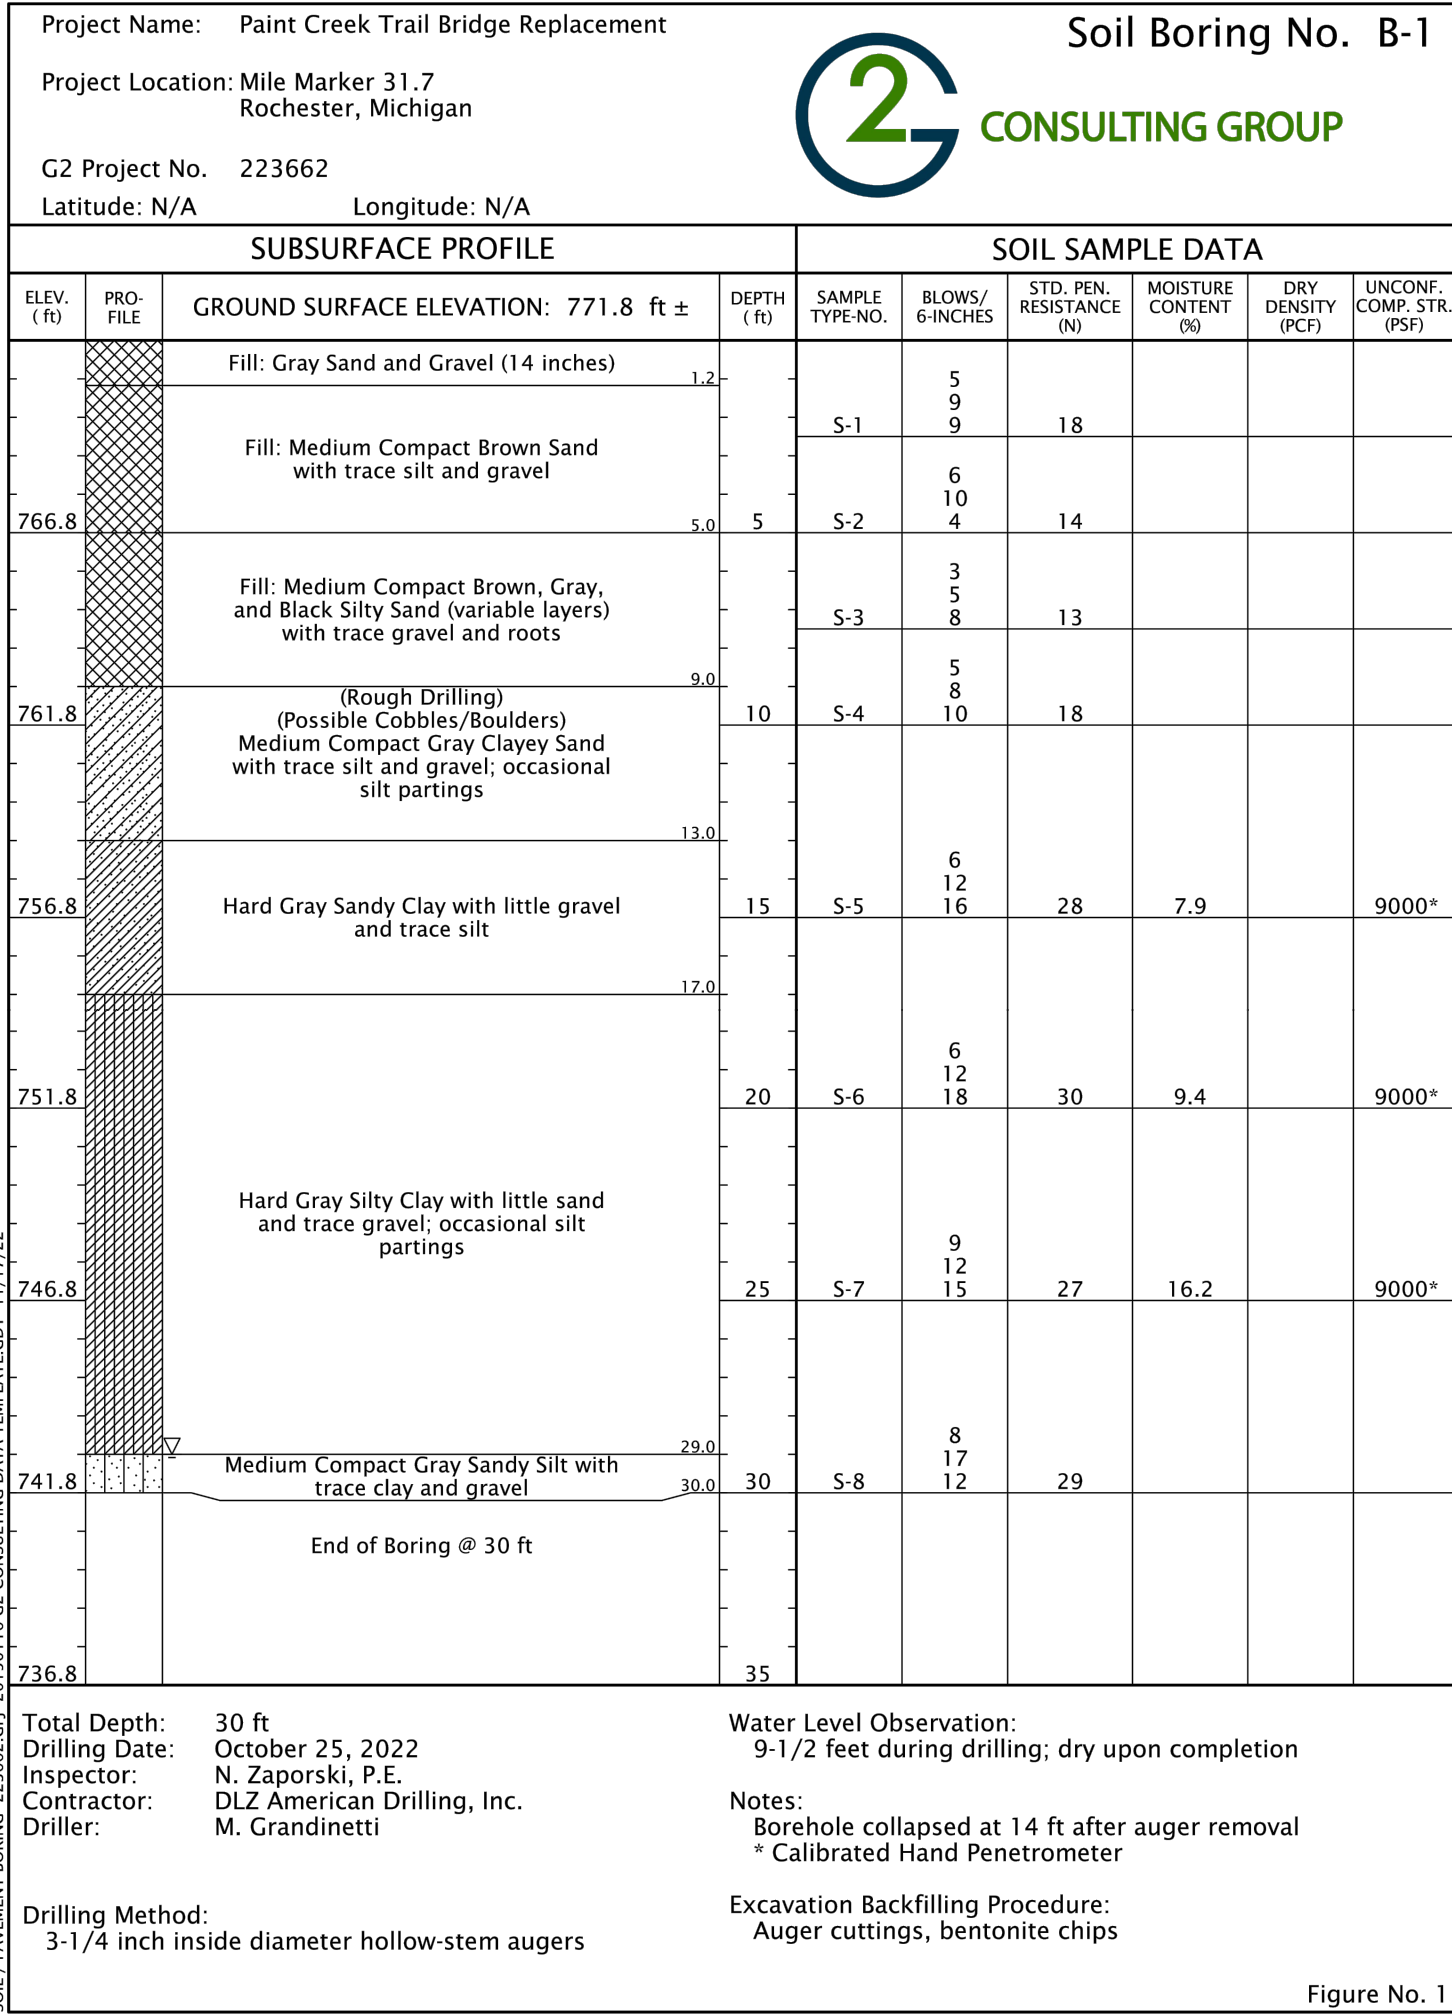 Project Name: Paint Creek Trail Bridge Replacement
Project Location: Mile Marker 31.7
Rochester, Michigan
G2 Project No. 223662
Latitude: N/A Longitude: N/A
Soil Boring No. B-1
G2 CONSULTING GROUP
SUBSURFACE PROFILE
SOIL SAMPLE DATA
ELEV. ( ft)
PRO-FILE
GROUND SURFACE ELEVATION: 771.8 ft ±
DEPTH ( ft)
SAMPLE TYPE-NO.
BLOWS/ 6-INCHES
STD. PEN. RESISTANCE (N)
MOISTURE CONTENT (%)
DRY DENSITY (PCF)
UNCONF. COMP. STR. (PSF)
Fill: Gray Sand and Gravel (14 inches)
1.2
5
9
S-1 9 18
Fill: Medium Compact Brown Sand
with trace silt and gravel
6
10
766.8 5.0 5 S-2 4 14
3
Fill: Medium Compact Brown, Gray,
5
and Black Silty Sand (variable layers)
S-3 8 13
with trace gravel and roots
5
9.0
8
(Rough Drilling)
761.8 10 S-4 10 18
(Possible Cobbles/Boulders)
Medium Compact Gray Clayey Sand
with trace silt and gravel; occasional
silt partings
13.0
6
12
756.8 Hard Gray Sandy Clay with little gravel 15 S-5 16 28 7.9 9000*
and trace silt
17.0
6
12
751.8 20 S-6 18 30 9.4 9000*
Hard Gray Silty Clay with little sand
and trace gravel; occasional silt
partings
9
12
746.8 25 S-7 15 27 16.2 9000*
8
29.0
17
Medium Compact Gray Sandy Silt with
741.8 trace clay and gravel 30.0 30 S-8 12 29
End of Boring @ 30 ft
736.8 35
Total Depth: 30 ft
Drilling Date: October 25, 2022
Inspector: N. Zaporski, P.E.
Contractor: DLZ American Drilling, Inc.
Driller: M. Grandinetti
Drilling Method:
3-1/4 inch inside diameter hollow-stem augers
Water Level Observation:
9-1/2 feet during drilling; dry upon completion
Notes:
Borehole collapsed at 14 ft after auger removal
* Calibrated Hand Penetrometer
Excavation Backfilling Procedure:
Auger cuttings, bentonite chips
Figure No. 1